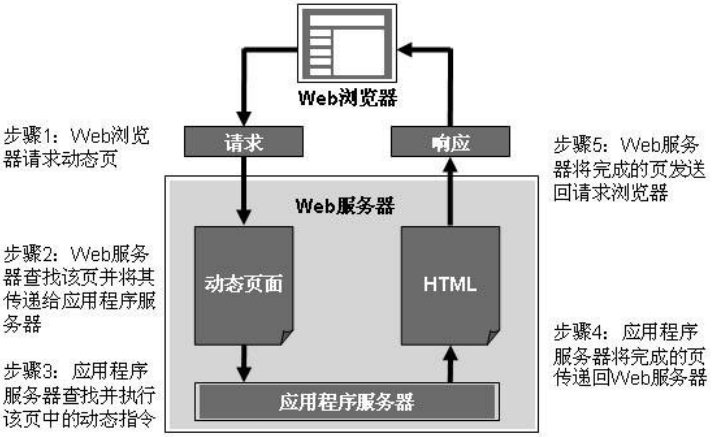 Web浏览器
步骤1：Web浏览
器请求动态页
请求
响应
步骤5：Web服务
器将完成的页发送
回请求浏览器
Web服务器
步骤2：Web服务
器查找该页并将其
传递给应用程序服
务器
动态页面
HTML
步骤3：应用程序
服务器查找并执行
该页中的动态指令
应用程序服务器
步骤4：应用程序
服务器将完成的页
传递回Web服务器